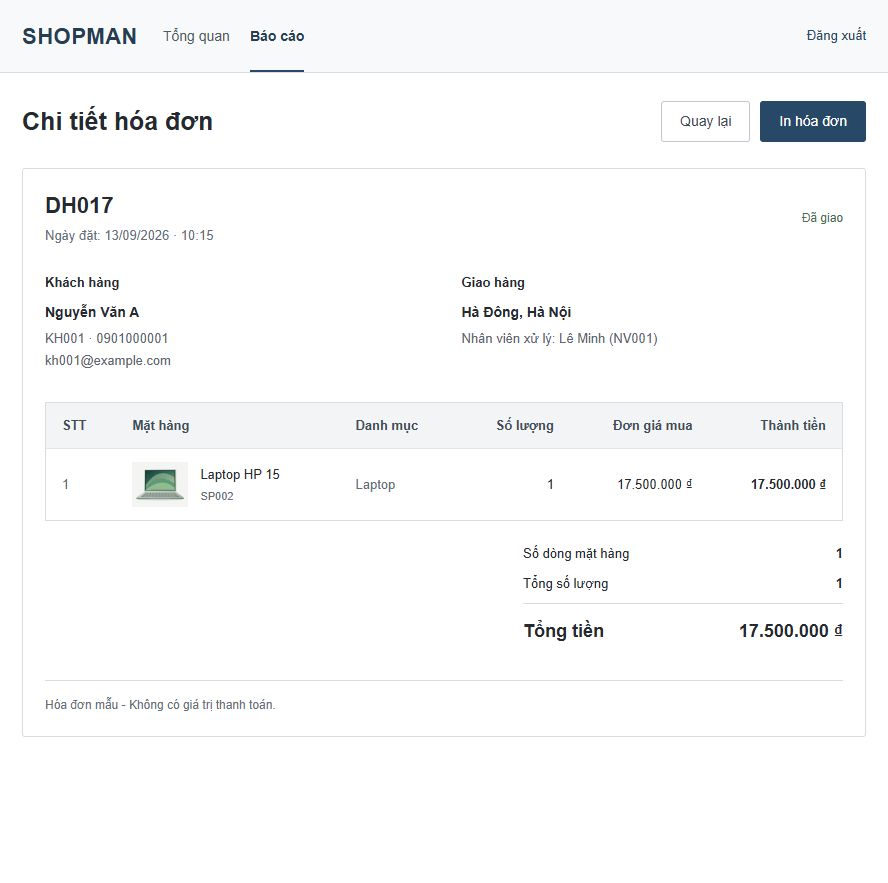 SHOPMAN Tổng quan Báo cáo Đăng xuất
Chi tiết hóa đơn Quay lại In hóa đơn
DH017
Đã giao
Ngày đặt: 13/09/2026 · 10:15
Khách hàng Giao hàng
Nguyễn Văn A Hà Đông, Hà Nội
KH001 · 0901000001 Nhân viên xử lý: Lê Minh (NV001)
kh001@example.com
STT Mặt hàng Danh mục Số lượng Đơn giá mua Thành tiền
1 Laptop HP 15 Laptop 1 17.500.000 ₫ 17.500.000 ₫
SP002
Số dòng mặt hàng 1
Tổng số lượng 1
Tổng tiền 17.500.000 ₫
Hóa đơn mẫu - Không có giá trị thanh toán.